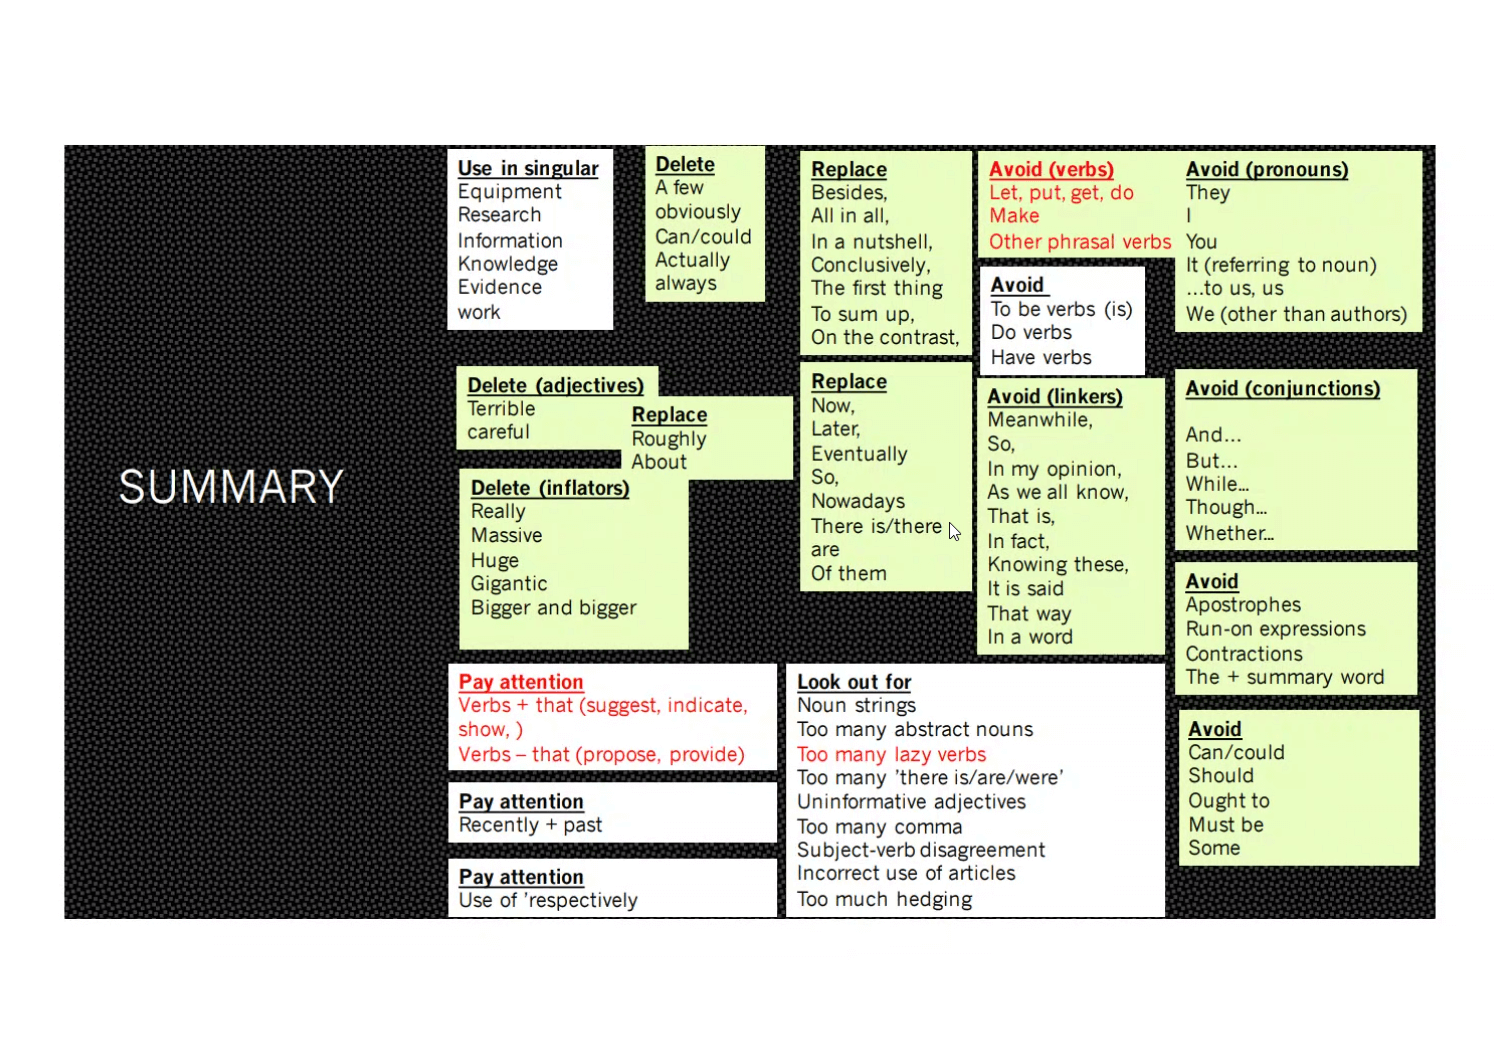 SUMMARY
Use in singular
Equipment
Research
Information
Knowledge
Evidence
work
Delete
A few
obviously
Can/could
Actually
always
Replace
Besides,
All in all,
In a nutshell,
Conclusively,
The first thing
To sum up,
On the contrast,
Avoid (verbs)
Let, put, get, do
Make
Other phrasal verbs
Avoid (pronouns)
They
I
You
It (referring to noun)
...to us, us
We (other than authors)
Avoid
To be verbs (is)
Do verbs
Have verbs
Delete (adjectives)
Terrible
careful
Replace
Roughly
About
Delete (inflators)
Really
Massive
Huge
Gigantic
Bigger and bigger
Replace
Now,
Later,
Eventually
So,
Nowadays
There is/there
are
Of them
Avoid (linkers)
Meanwhile,
So,
In my opinion,
As we all know,
That is,
In fact,
Knowing these,
It is said
That way
In a word
Avoid (conjunctions)
And...
But...
While...
Though...
Whether...
Avoid
Apostrophes
Run-on expressions
Contractions
The + summary word
Pay attention
Verbs + that (suggest, indicate,
show, )
Verbs – that (propose, provide)
Pay attention
Recently + past
Pay attention
Use of 'respectively
Look out for
Noun strings
Too many abstract nouns
Too many lazy verbs
Too many 'there is/are/were'
Uninformative adjectives
Too many comma
Subject-verb disagreement
Incorrect use of articles
Too much hedging
Avoid
Can/could
Should
Ought to
Must be
Some